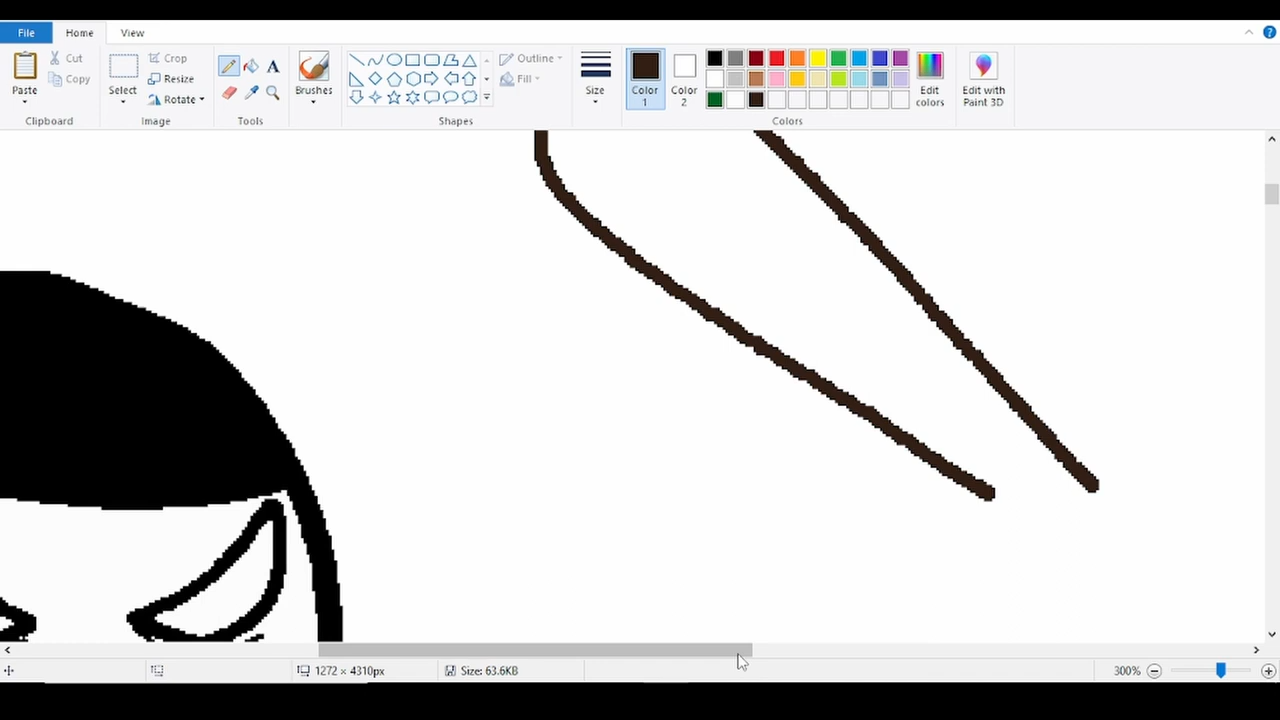 File Home View
Paste Cut Copy Clipboard
Select Crop Resize Rotate Image
A Tools
Brushes
Outline Fill Shapes
Size
Color 1 Color 2
Edit colors Colors
Edit with Paint 3D
1272 × 4310px Size: 63.6KB 300%